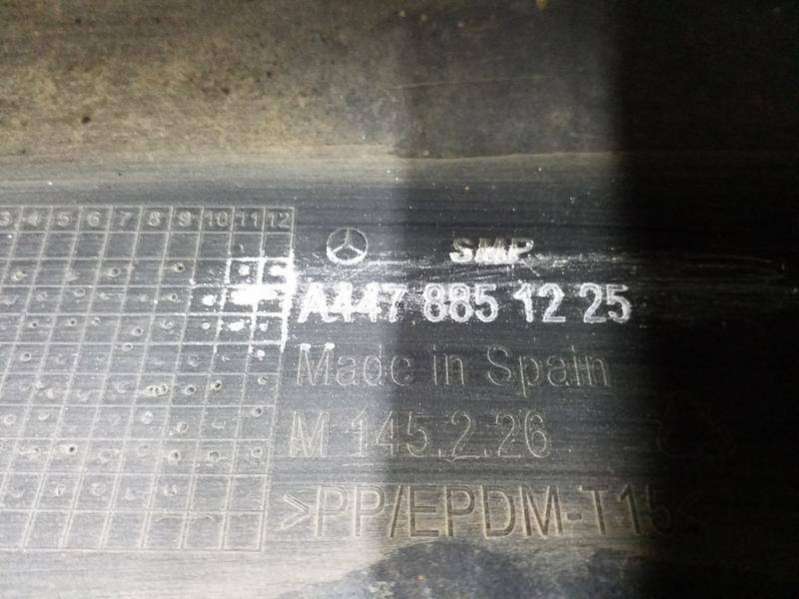 3 4 5 6 7 8 9 10 11 12
SMP
A447 885 12 25
Made in Spain
M 145.2.26
>PP/EPDM-T15<